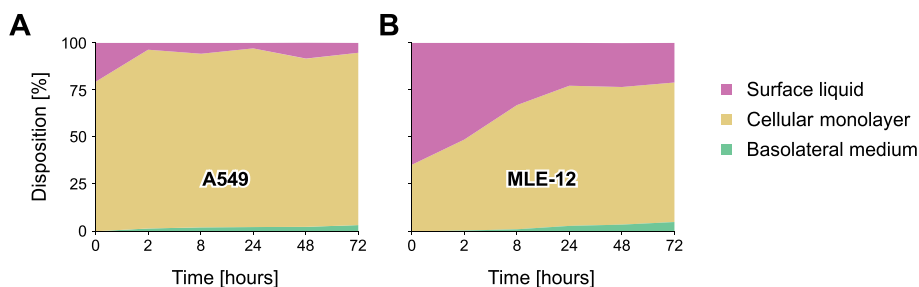 A
B
Disposition [%]
100
75
50
25
0
A549
0 2 8 24 48 72
Time [hours]
MLE-12
0 2 8 24 48 72
Time [hours]
Surface liquid
Cellular monolayer
Basolateral medium